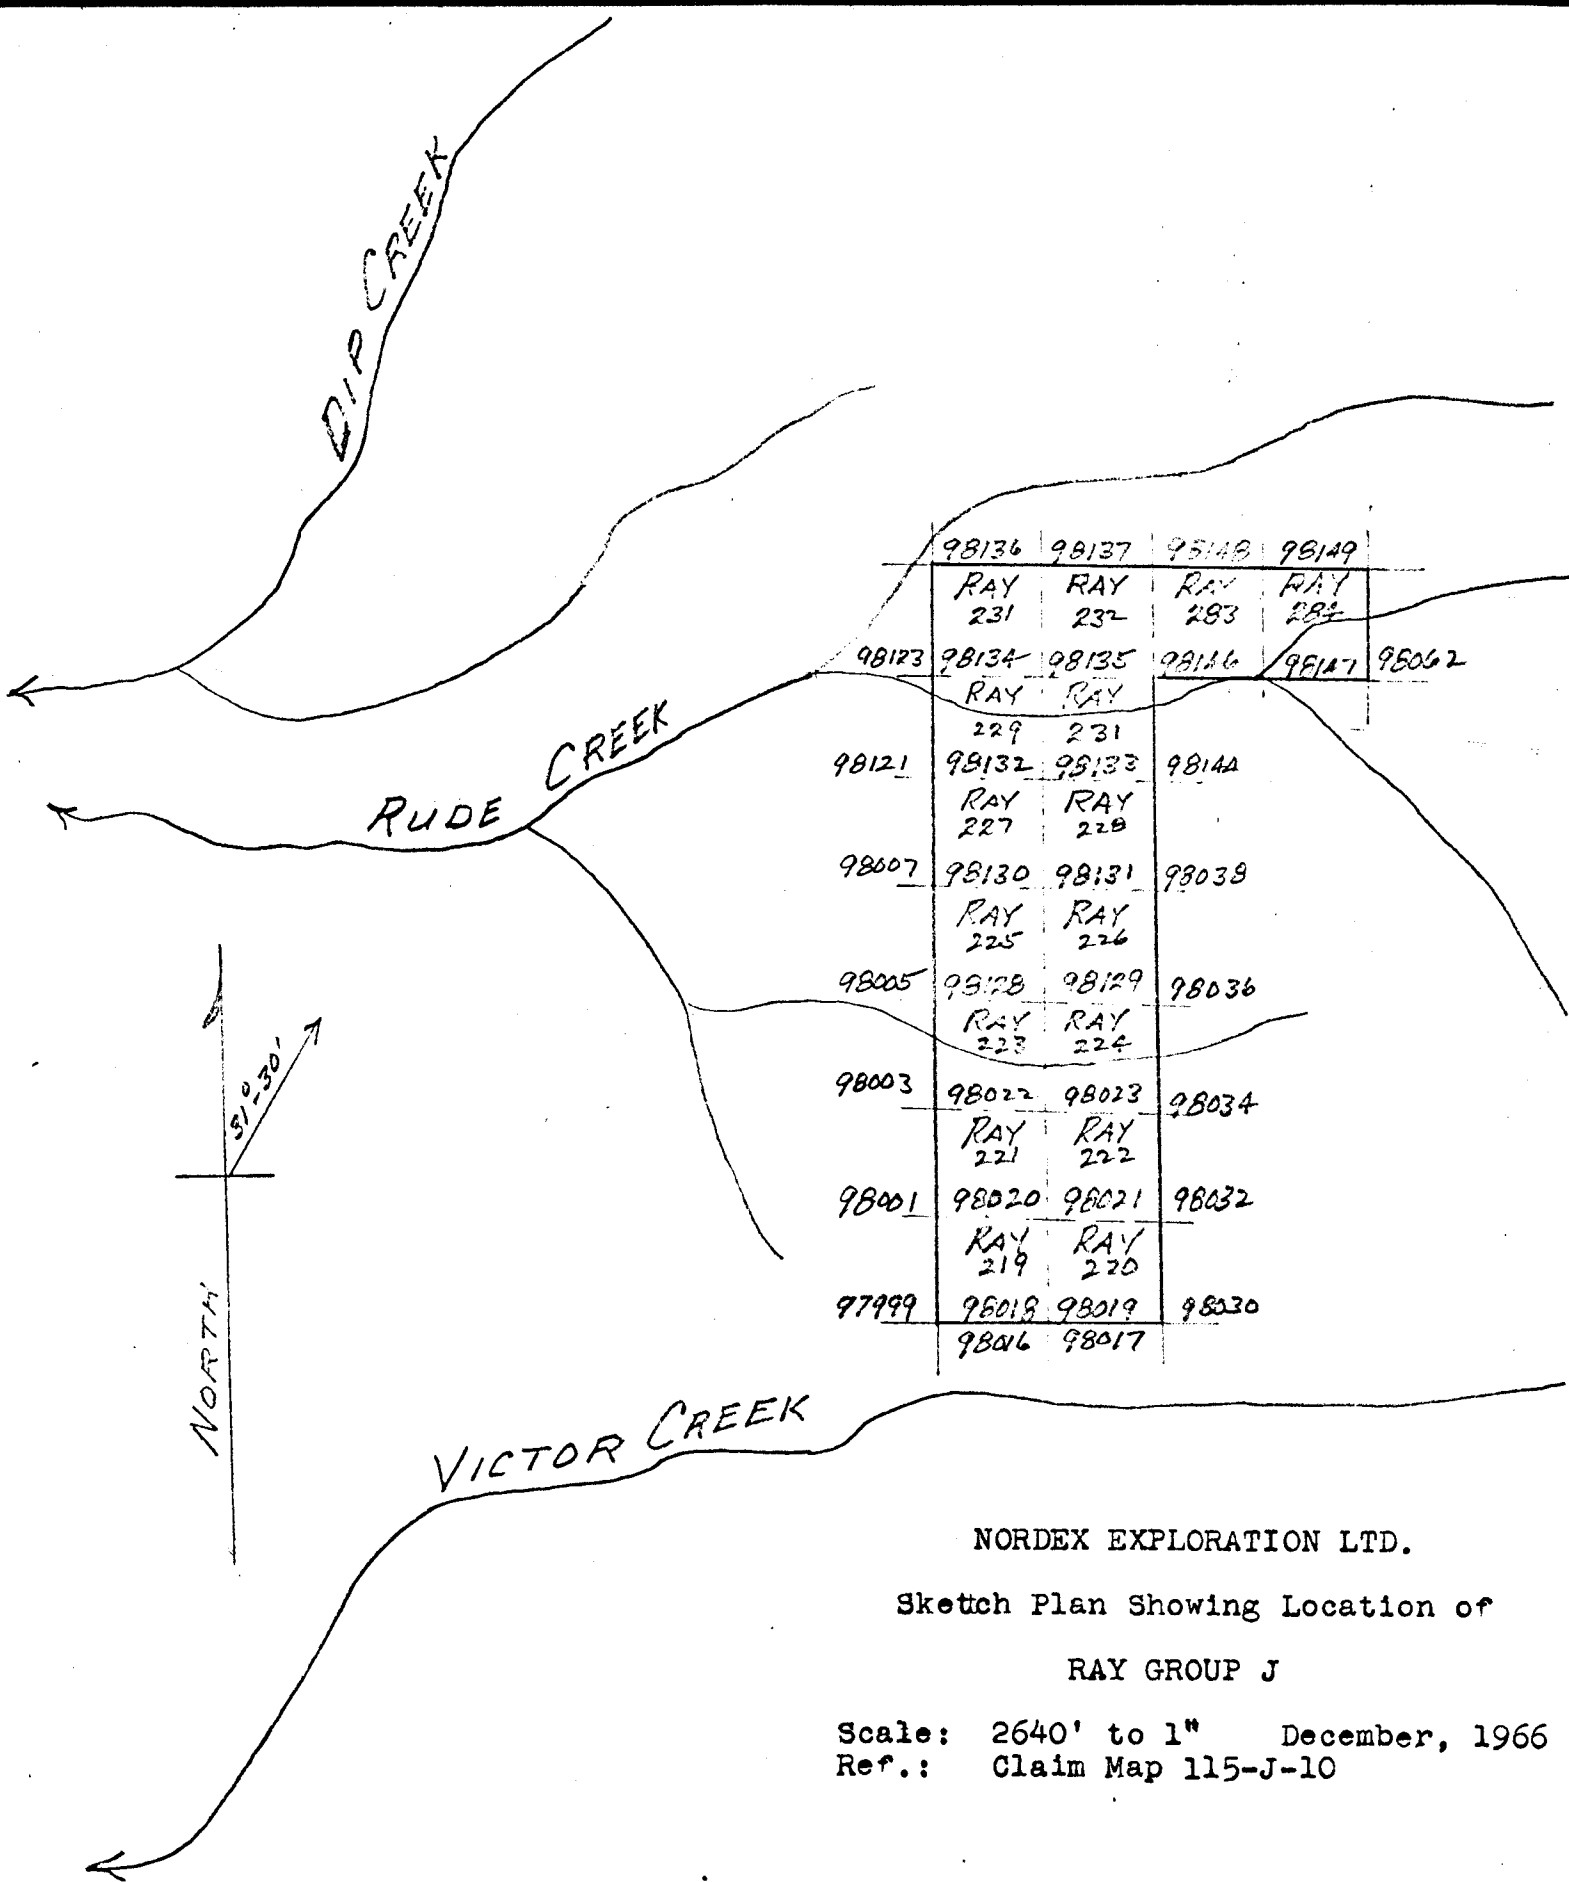 DIP CREEK
98136 98137 98148 98149
RAY RAY RAY RAY
231 232 283 284
98123 98134 98135 98146 98147 98062
RAY RAY
229 231
98121 98132 98133 98144
RAY RAY
227 228
98007 98130 98131 98038
RAY RAY
225 226
98005 98128 98129 98036
RAY RAY
223 224
98003 98022 98023 98034
RAY RAY
221 222
98001 98020 98021 98032
RAY RAY
219 220
97999 98018 98019 98030
98016 98017
RUDE CREEK
31°-30'
NORTH
VICTOR CREEK
NORDEX EXPLORATION LTD.
Sketch Plan Showing Location of
RAY GROUP J
Scale: 2640' to 1" December, 1966
Ref.: Claim Map 115-J-10